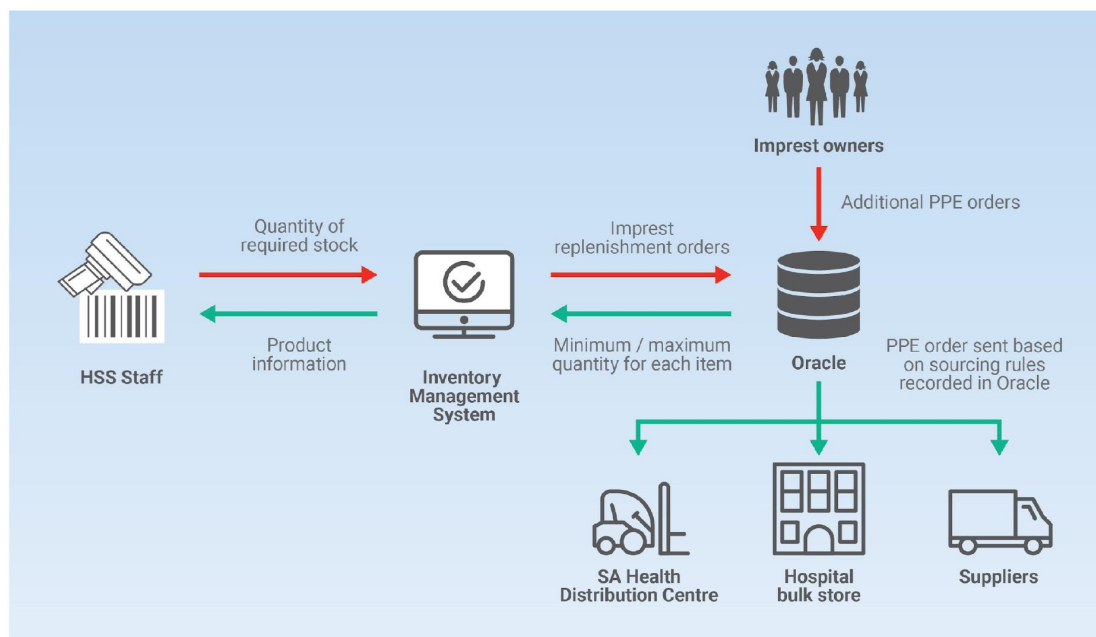 Imprest owners
Additional PPE orders
Quantity of
required stock
Imprest
replenishment orders
Product
information
Minimum / maximum
quantity for each item
PPE order sent based
on sourcing rules
recorded in Oracle
HSS Staff
Inventory
Management
System
Oracle
SA Health
Distribution Centre
Hospital
bulk store
Suppliers